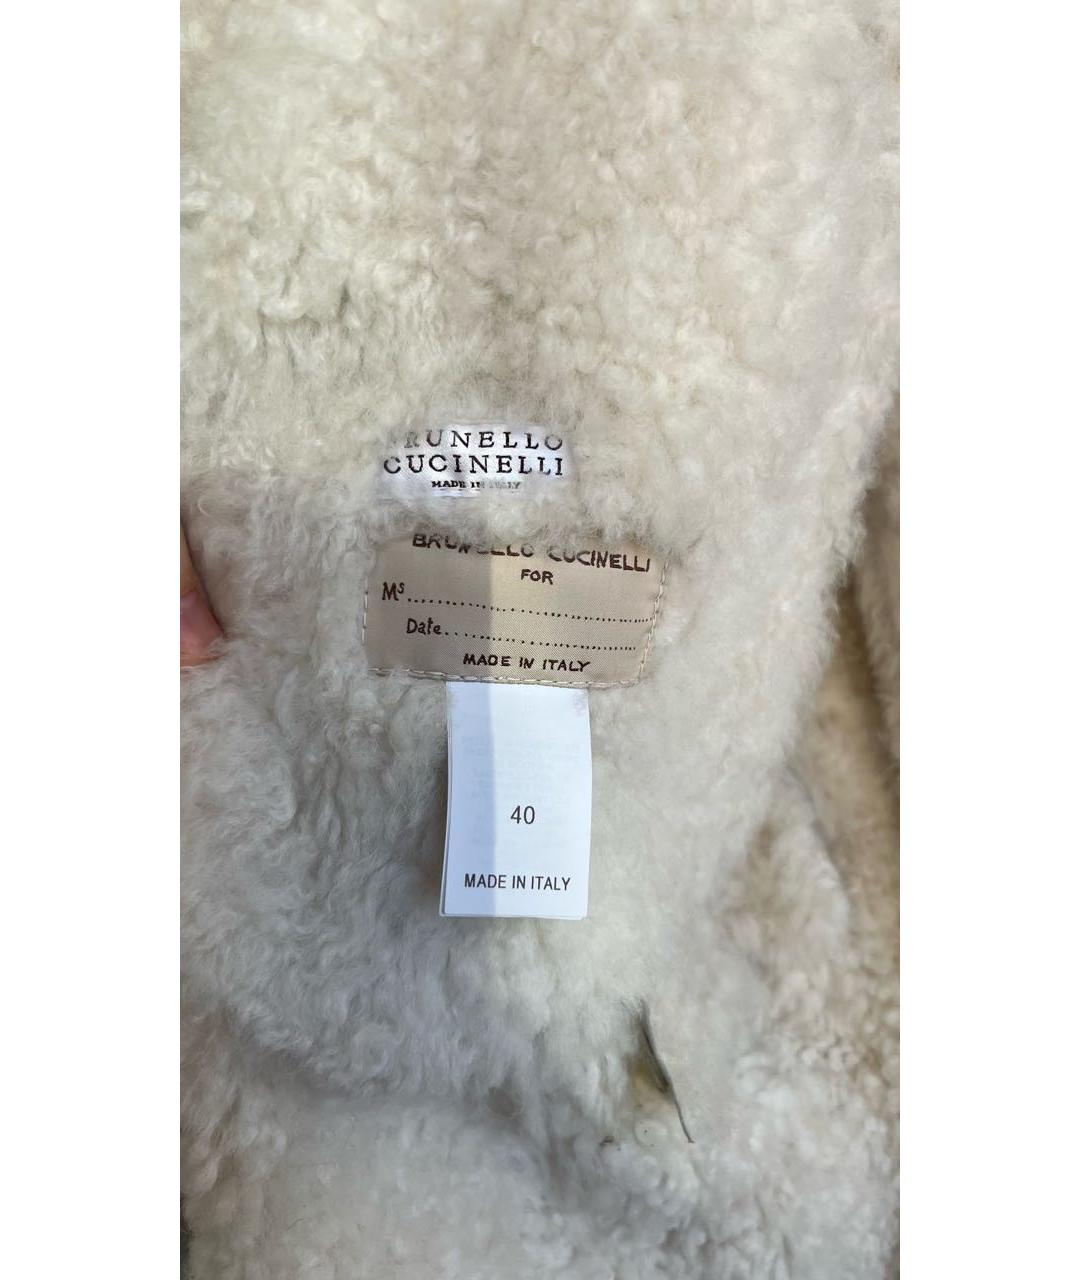 BRUNELLO
CUCINELLI
MADE IN ITALY
BRUNELLO CUCINELLI
FOR
Ms
Date
MADE IN ITALY
40
MADE IN ITALY